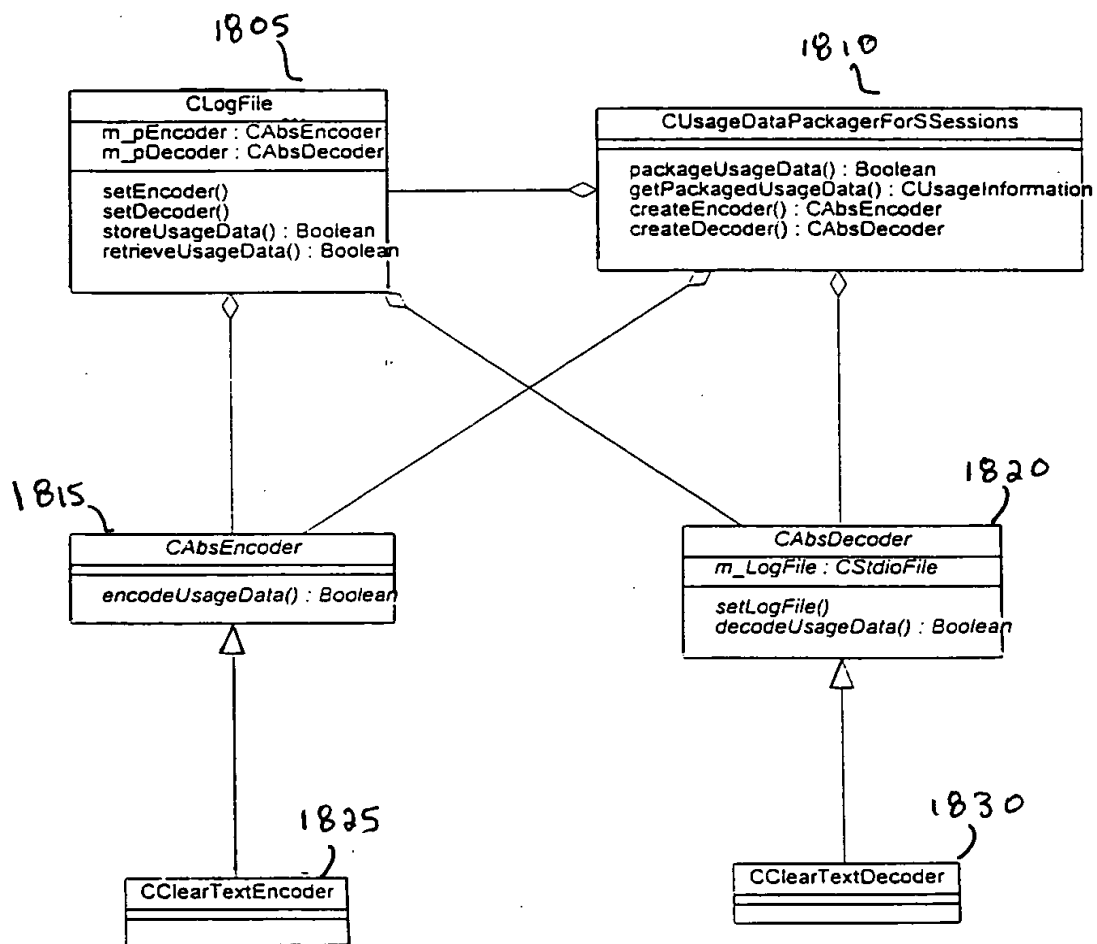 1805
1810
CLogFile
m_pEncoder : CAbsEncoder
m_pDecoder : CAbsDecoder
setEncoder()
setDecoder()
storeUsageData() : Boolean
retrieveUsageData() : Boolean
CUsageDataPackagerForSSessions
packageUsageData() : Boolean
getPackagedUsageData() : CUsageInformation
createEncoder() : CAbsEncoder
createDecoder() : CAbsDecoder
1815
1820
CAbsEncoder
encodeUsageData() : Boolean
CAbsDecoder
m_LogFile : CStdioFile
setLogFile()
decodeUsageData() : Boolean
1825
1830
CClearTextEncoder
CClearTextDecoder